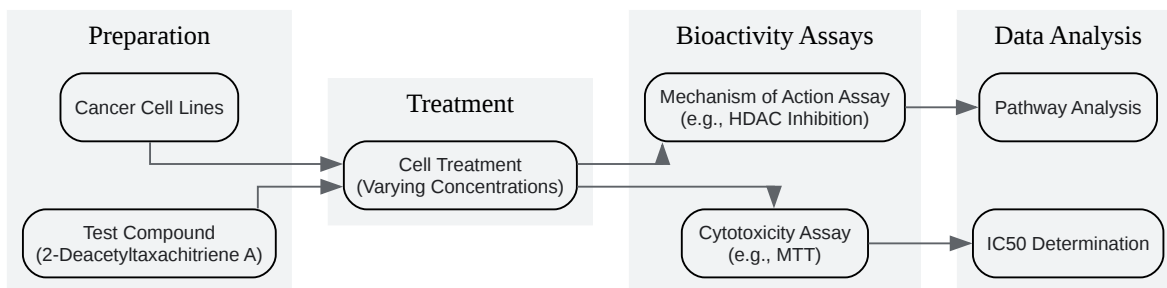 Preparation
Cancer Cell Lines
Test Compound
(2-Deacetyltaxachitriene A)
Treatment
Cell Treatment
(Varying Concentrations)
Bioactivity Assays
Mechanism of Action Assay
(e.g., HDAC Inhibition)
Cytotoxicity Assay
(e.g., MTT)
Data Analysis
Pathway Analysis
IC50 Determination